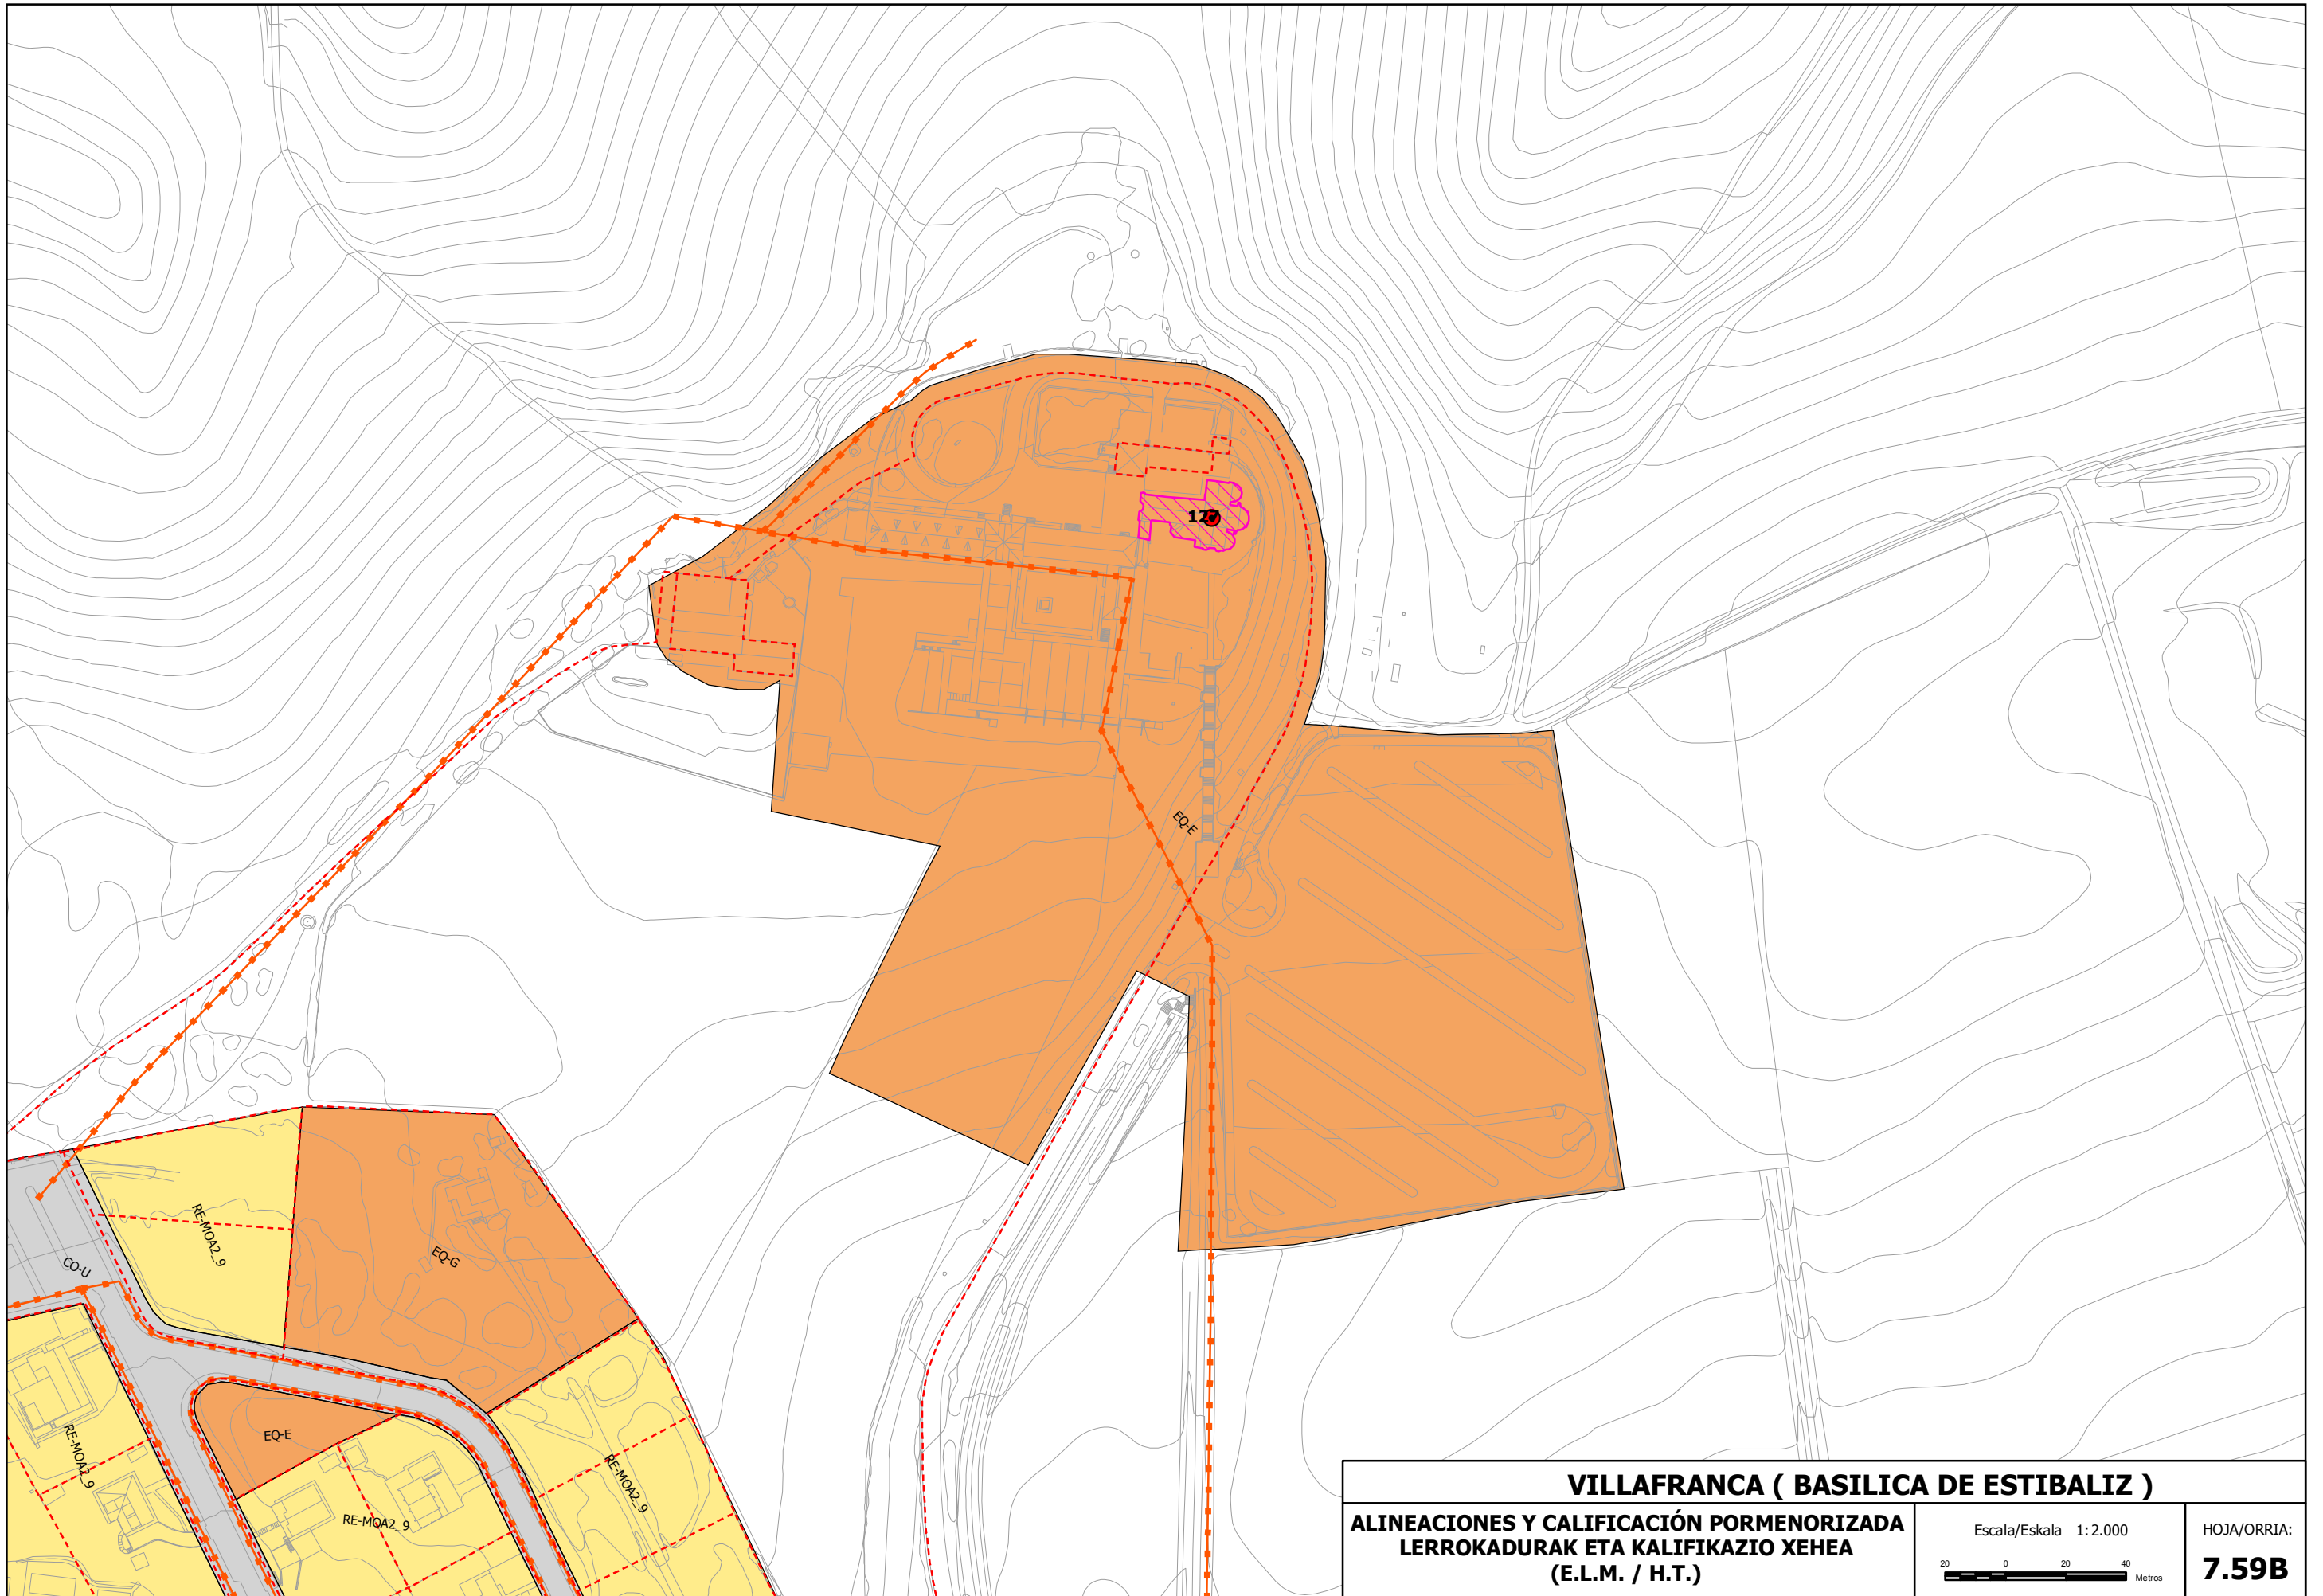 127
EQ-E
RE-MOA2_9
EQ-G
CO-U
EQ-E
RE-MOA2_9
RE-MOA2_9
RE-MOA2_9
VILLAFRANCA ( BASILICA DE ESTIBALIZ )
ALINEACIONES Y CALIFICACIÓN PORMENORIZADA
LERROKADURAK ETA KALIFIKAZIO XEHEA
(E.L.M. / H.T.)
Escala/Eskala 1:2.000
20 0 20 40
Metros
HOJA/ORRIA:
7.59B